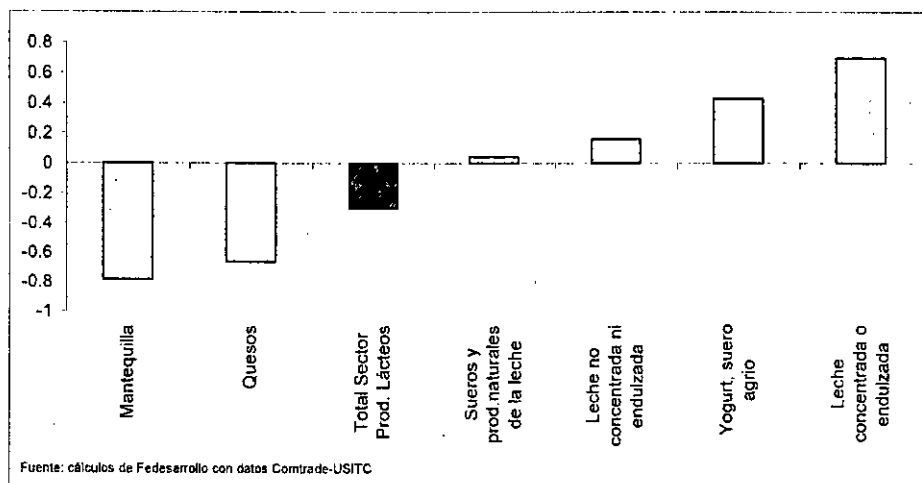 0.8
0.6
0.4
0.2
0
-0.2
-0.4
-0.6
-0.8
-1
Mantequilla
Quesos
Total Sector
Prod. Lácteos
Sueros y
prod.naturales
de la leche
Leche no
concentrada ni
endulzada
Yogurt, suero
agrio
Leche
concentrada o
endulzada
Fuente: cálculos de Fedesarrollo con datos Comtrade-USITC